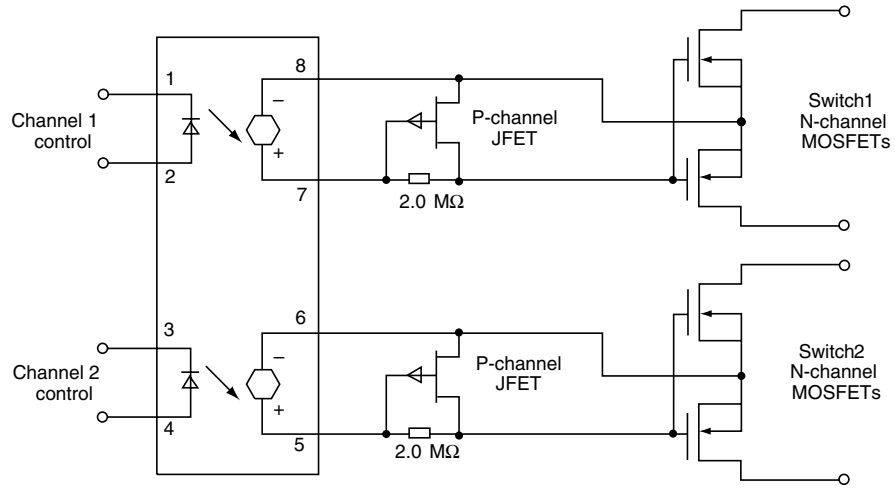 1
8
Channel 1
control
−
+
P-channel
JFET
Switch1
N-channel
MOSFETs
2
7
2.0 MΩ
3
6
Channel 2
control
−
+
P-channel
JFET
Switch2
N-channel
MOSFETs
4
5
2.0 MΩ